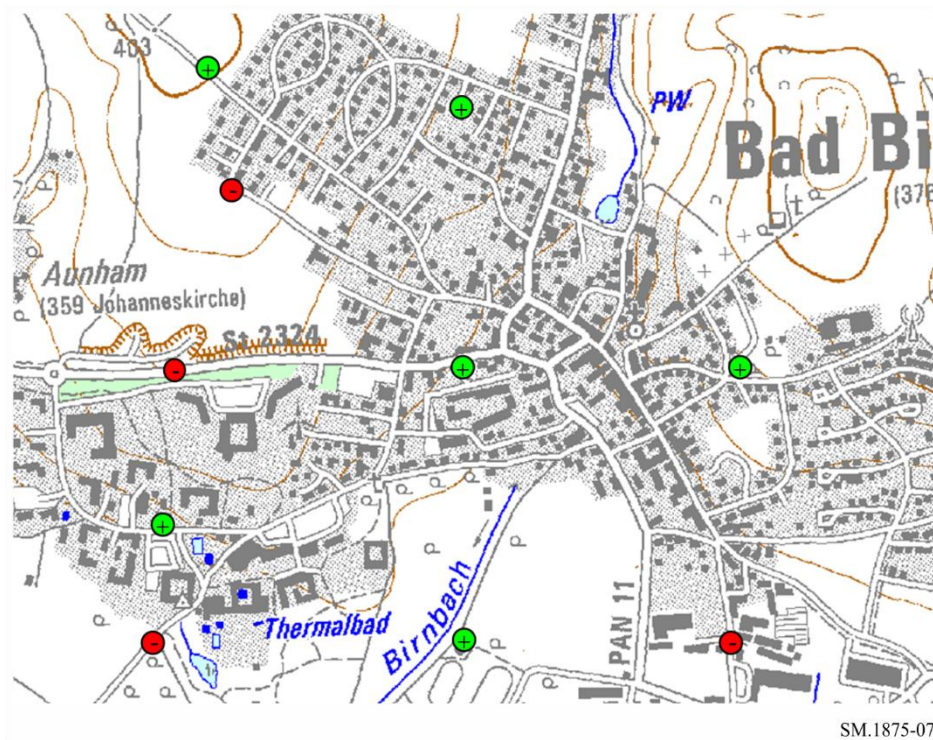 403
PW
Bad Bi
(376
Aunham
(359 Johanneskirche)
St 2324
Thermalbad
Birnbach
PAN 11
SM.1875-07